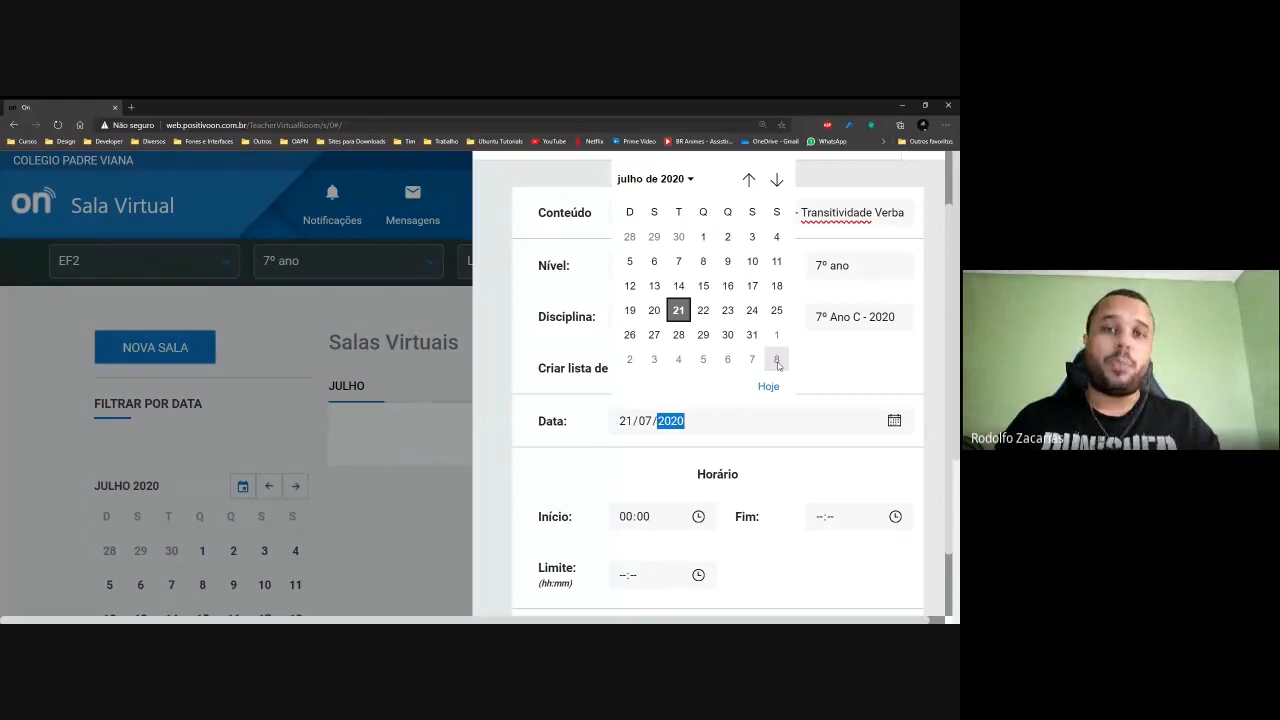 On
Não seguro | web.positivoon.com.br/TeacherVirtualRoom/s/0#/
Cursos Design Developer Diversos Fones e Interfaces Outros OAPN Sites para Downloads Tim Trabalho Ubuntu Tutorials YouTube Netflix Prime Video BR Animes - Assistir... OneDrive - Gmail WhatsApp Outros favoritos
COLEGIO PADRE VIANA
on Sala Virtual
Notificações Mensagens
EF2 7º ano L
NOVA SALA
Salas Virtuais
JULHO
FILTRAR POR DATA
JULHO 2020
D S T Q Q S S
28 29 30 1 2 3 4
5 6 7 8 9 10 11
julho de 2020
D S T Q Q S S
28 29 30 1 2 3 4
5 6 7 8 9 10 11
12 13 14 15 16 17 18
19 20 21 22 23 24 25
26 27 28 29 30 31 1
2 3 4 5 6 7 8
Hoje
Conteúdo - Transitividade Verba
Nível: 7º ano
Disciplina: 7º Ano C - 2020
Criar lista de
Data: 21/07/2020
Horário
Início: 00:00 Fim: --:--
Limite: --:--
(hh:mm)
Rodolfo Zacarias
PUNISHER